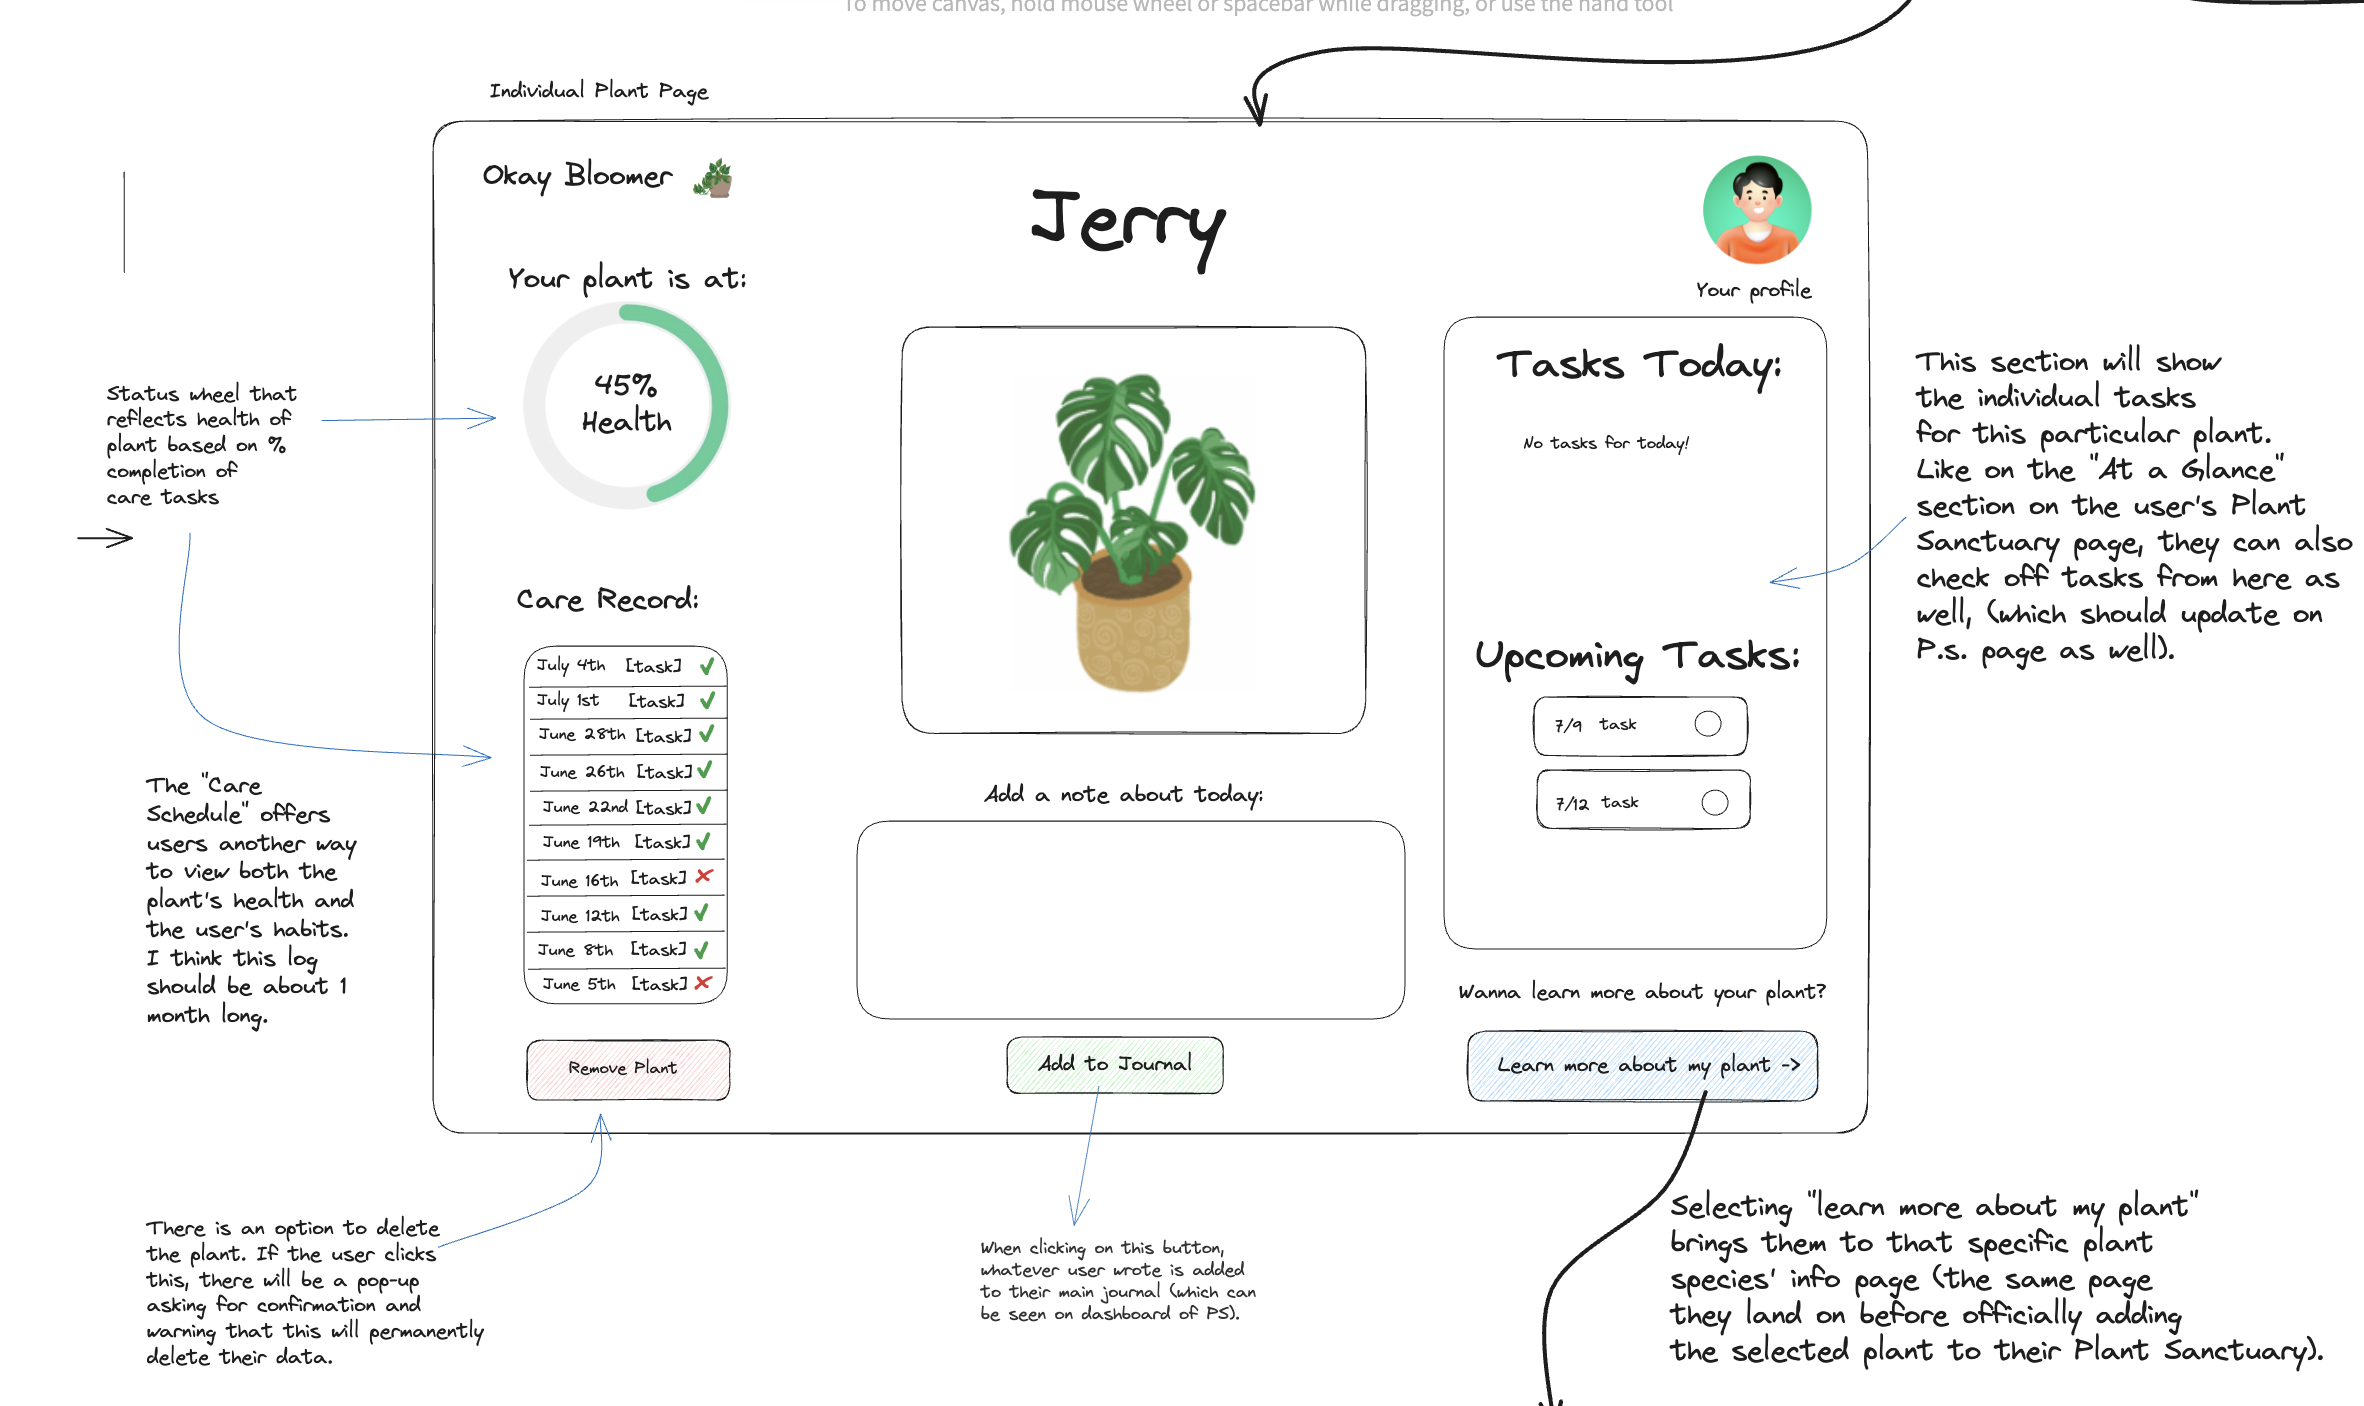 To move canvas, hold mouse wheel or spacebar while dragging, or use the hand tool
Individual Plant Page
Okay Bloomer
Jerry
Your profile
Your plant is at:
45%
Health
Status wheel that
reflects health of
plant based on %
completion of
care tasks
Care Record:
July 4th [task]
July 1st [task]
June 28th [task]
June 26th [task]
June 22nd [task]
June 19th [task]
June 16th [task]
June 12th [task]
June 8th [task]
June 5th [task]
The "Care
Schedule" offers
users another way
to view both the
plant's health and
the user's habits.
I think this log
should be about 1
month long.
Remove Plant
There is an option to delete
the plant. If the user clicks
this, there will be a pop-up
asking for confirmation and
warning that this will permanently
delete their data.
Add a note about today:
Add to Journal
When clicking on this button,
whatever user wrote is added
to their main journal (which can
be seen on dashboard of PS).
Tasks Today:
No tasks for today!
Upcoming Tasks:
7/9 task
7/12 task
This section will show
the individual tasks
for this particular plant.
Like on the "At a Glance"
section on the user's Plant
Sanctuary page, they can also
check off tasks from here as
well, (which should update on
P.s. page as well).
Wanna learn more about your plant?
Learn more about my plant ->
Selecting "learn more about my plant"
brings them to that specific plant
species' info page (the same page
they land on before officially adding
the selected plant to their Plant Sanctuary).